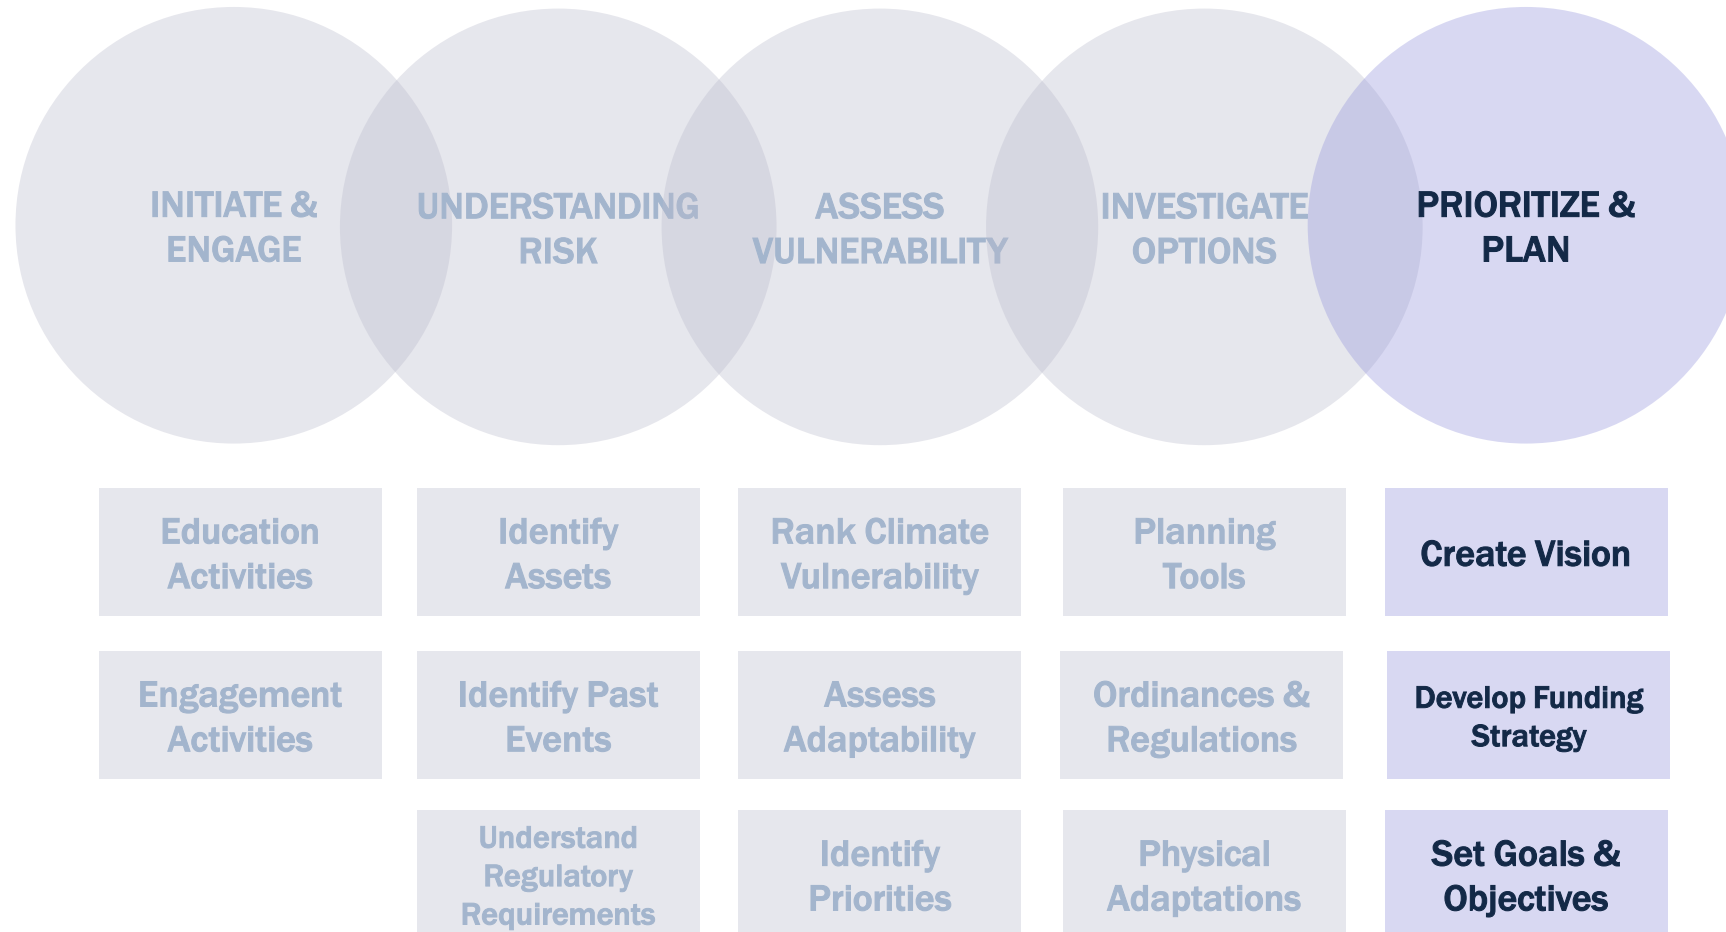 INITIATE &
ENGAGE
UNDERSTANDING
RISK
ASSESS
VULNERABILITY
INVESTIGATE
OPTIONS
PRIORITIZE &
PLAN
Education
Activities
Identify
Assets
Rank Climate
Vulnerability
Planning
Tools
Create Vision
Engagement
Activities
Identify Past
Events
Assess
Adaptability
Ordinances &
Regulations
Develop Funding
Strategy
Understand
Regulatory
Requirements
Identify
Priorities
Physical
Adaptations
Set Goals &
Objectives